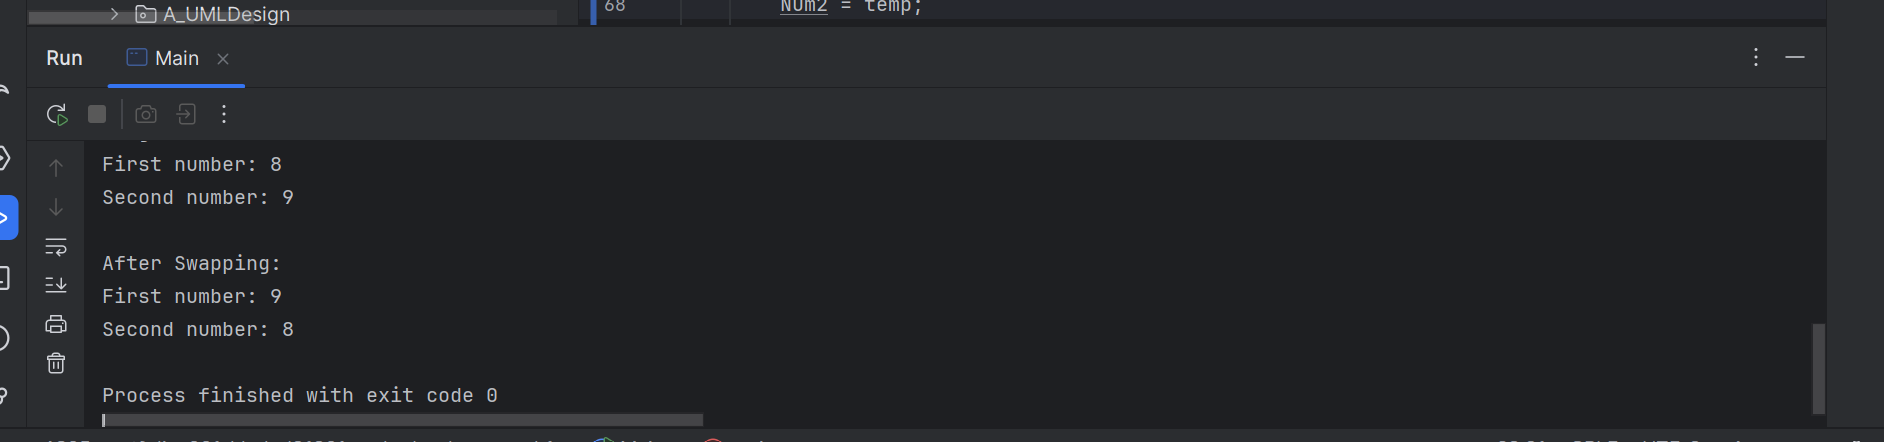 A_UMLDesign
68 Num2 = temp;
Run Main
First number: 8
Second number: 9
After Swapping:
First number: 9
Second number: 8
Process finished with exit code 0